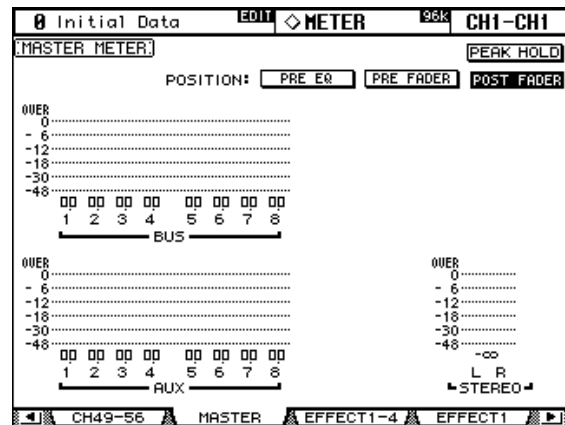 0 Initial Data EDIT ◇METER 96k CH1-CH1
MASTER METER PEAK HOLD
POSITION: PRE EQ PRE FADER POST FADER
OVER
0
- 6
-12
-18
-30
-48
1 2 3 4 5 6 7 8
BUS
OVER
0
- 6
-12
-18
-30
-48
1 2 3 4 5 6 7 8
AUX
OVER
0
- 6
-12
-18
-30
-48
-∞
L R
STEREO
CH49-56 MASTER EFFECT1-4 EFFECT1